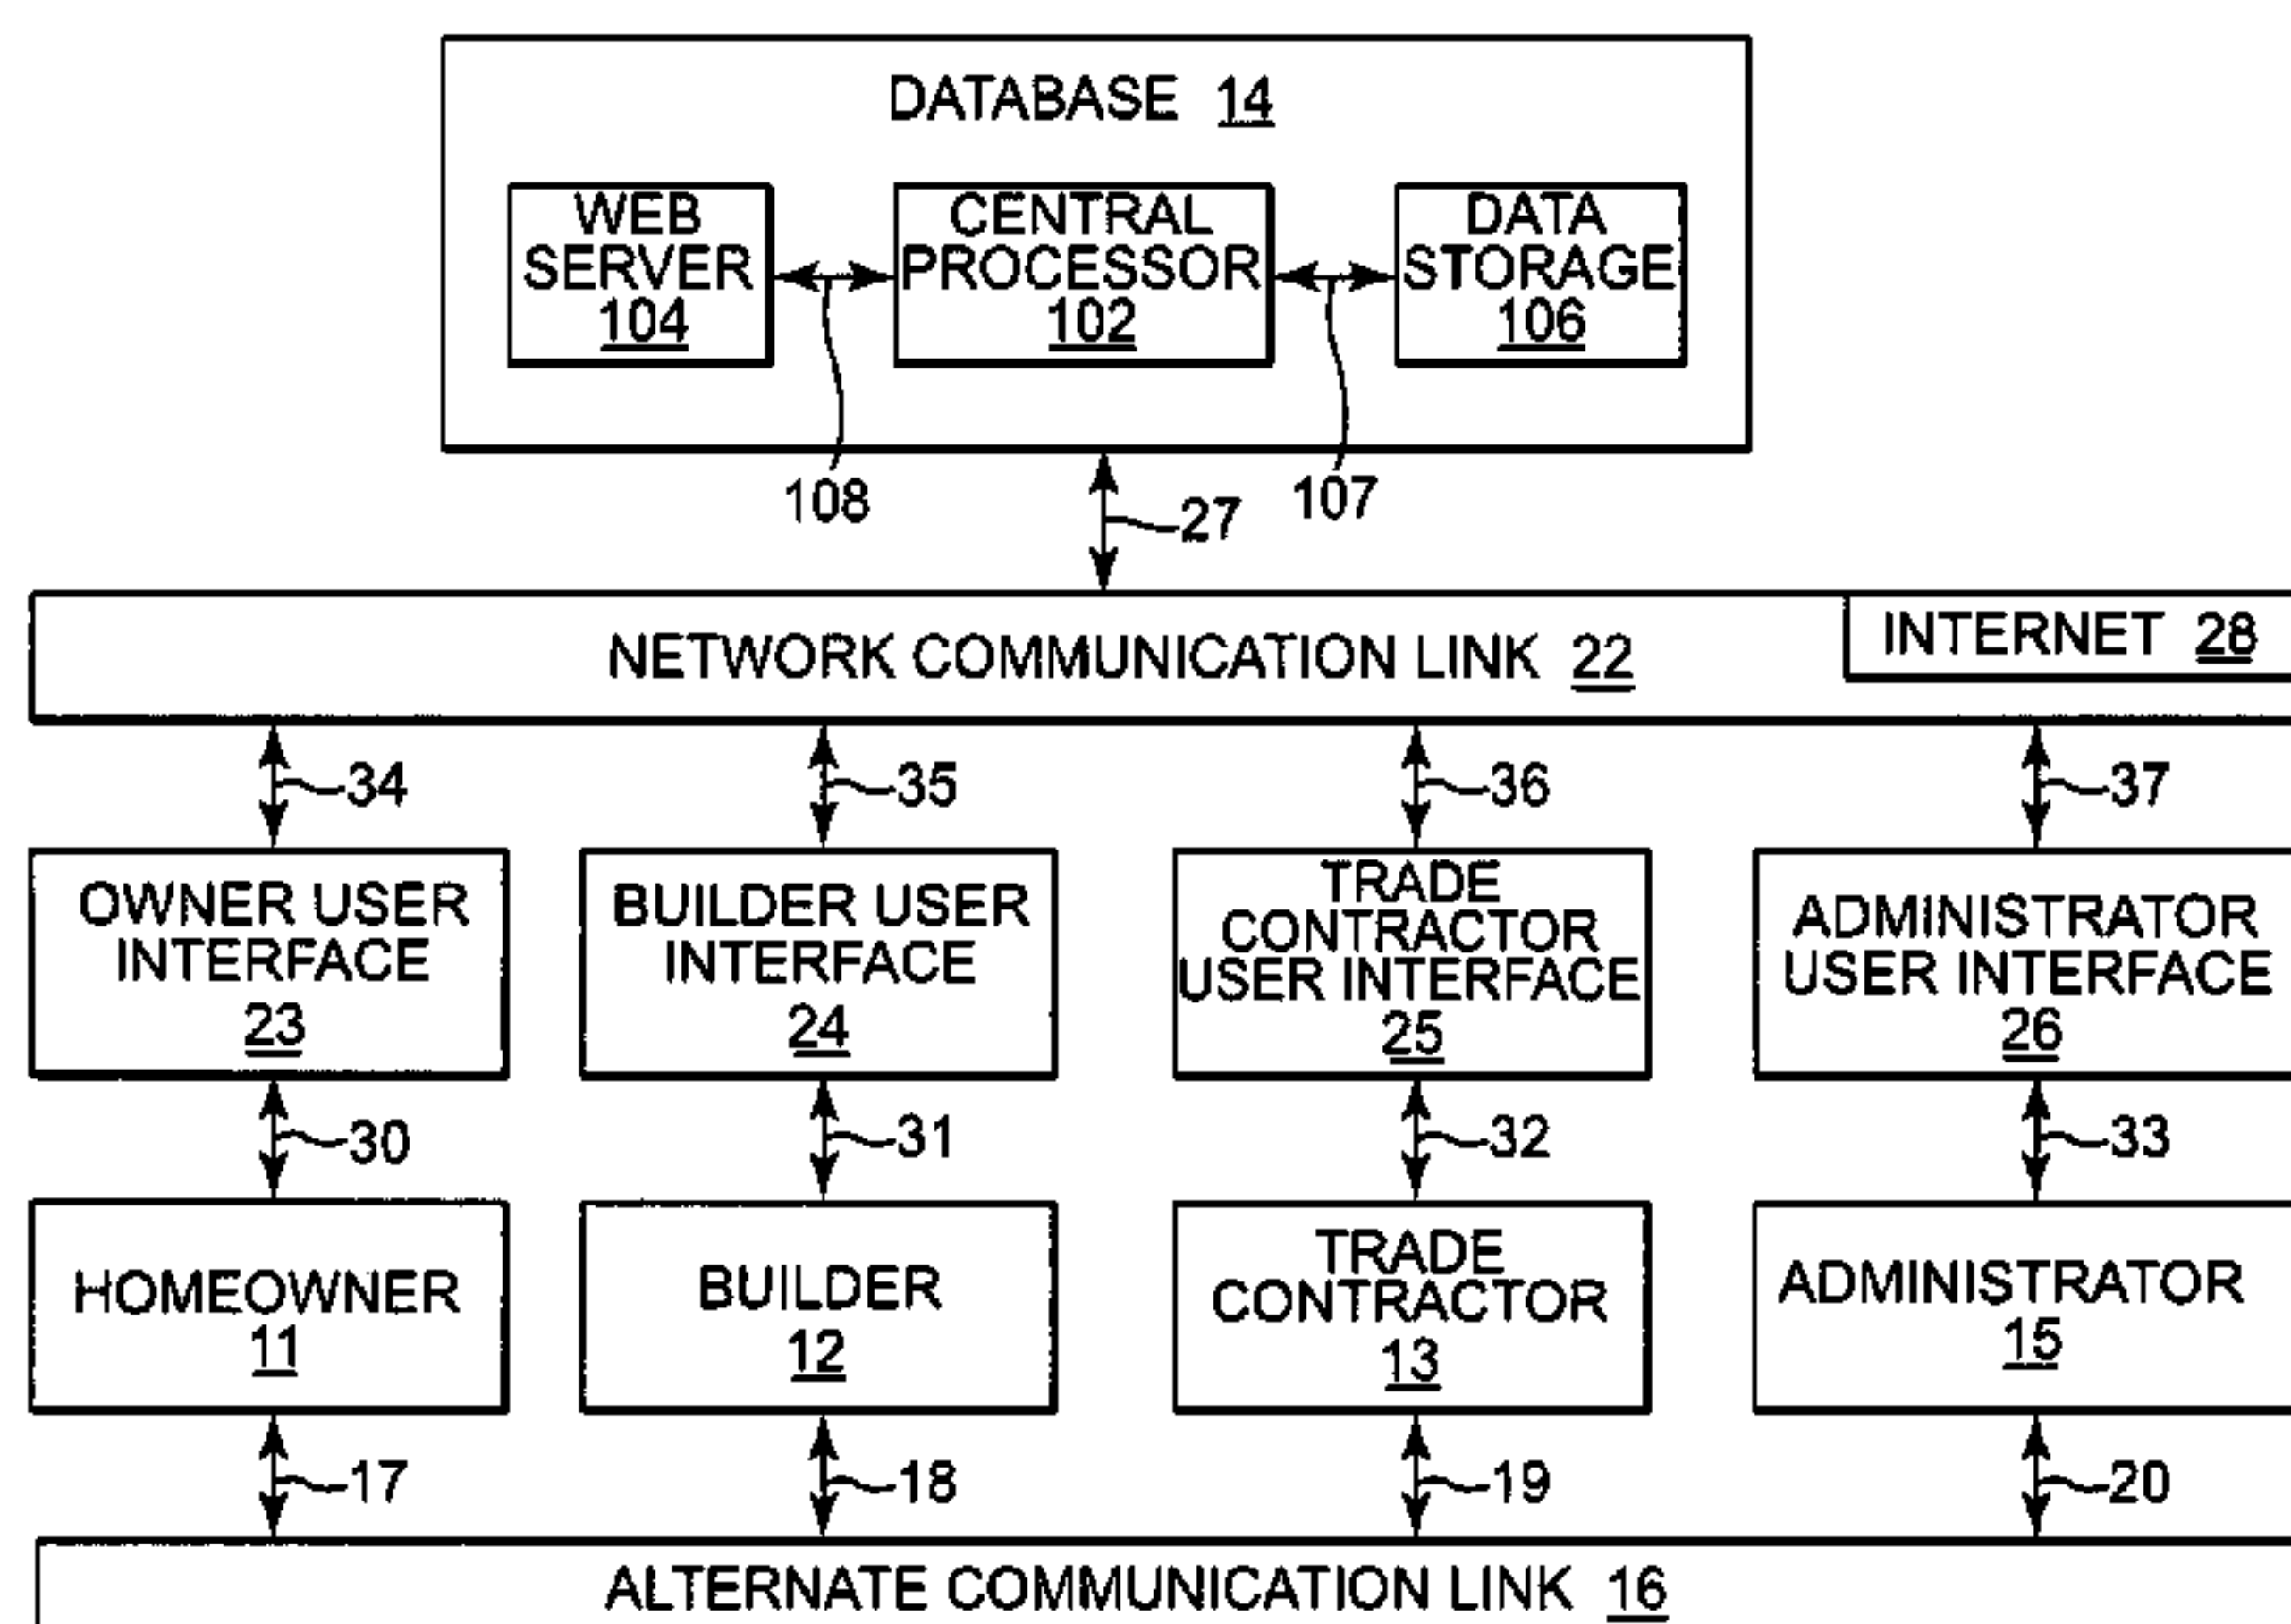 DATABASE 14
WEB
SERVER
104
CENTRAL
PROCESSOR
102
DATA
STORAGE
106
108
27
107
NETWORK COMMUNICATION LINK 22
INTERNET 28
34
35
36
37
OWNER USER
INTERFACE
23
BUILDER USER
INTERFACE
24
TRADE
CONTRACTOR
USER INTERFACE
25
ADMINISTRATOR
USER INTERFACE
26
30
31
32
33
HOMEOWNER
11
BUILDER
12
TRADE
CONTRACTOR
13
ADMINISTRATOR
15
17
18
19
20
ALTERNATE COMMUNICATION LINK 16